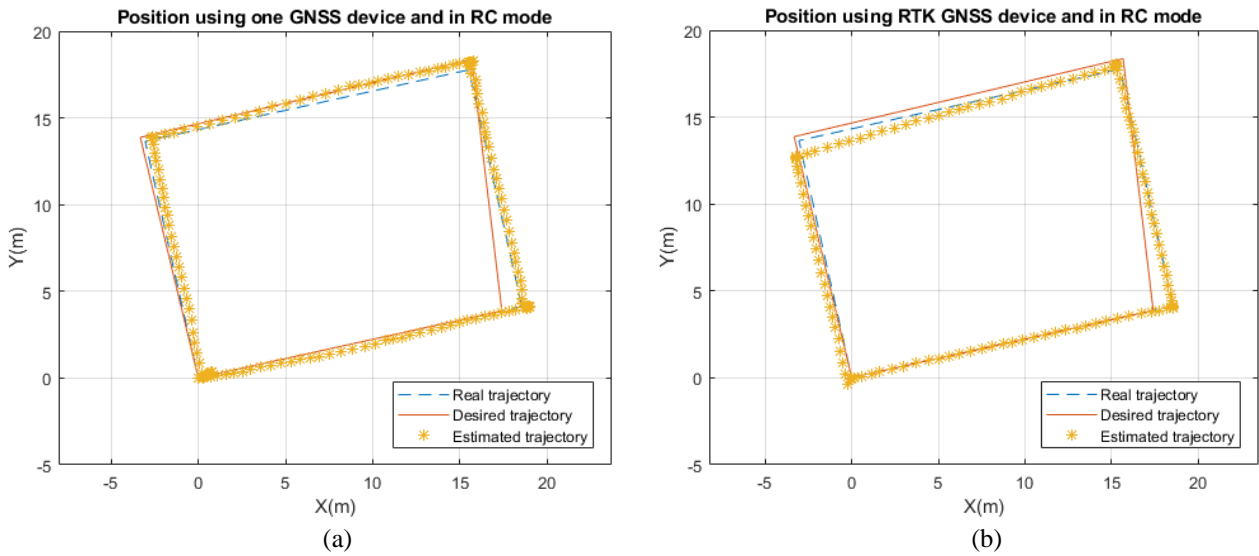 Position using one GNSS device and in RC mode
20
15
10
5
0
-5
Y(m)
-5 0 5 10 15 20
X(m)
Real trajectory
Desired trajectory
Estimated trajectory
(a)
Position using RTK GNSS device and in RC mode
20
15
10
5
0
-5
Y(m)
-5 0 5 10 15 20
X(m)
Real trajectory
Desired trajectory
Estimated trajectory
(b)